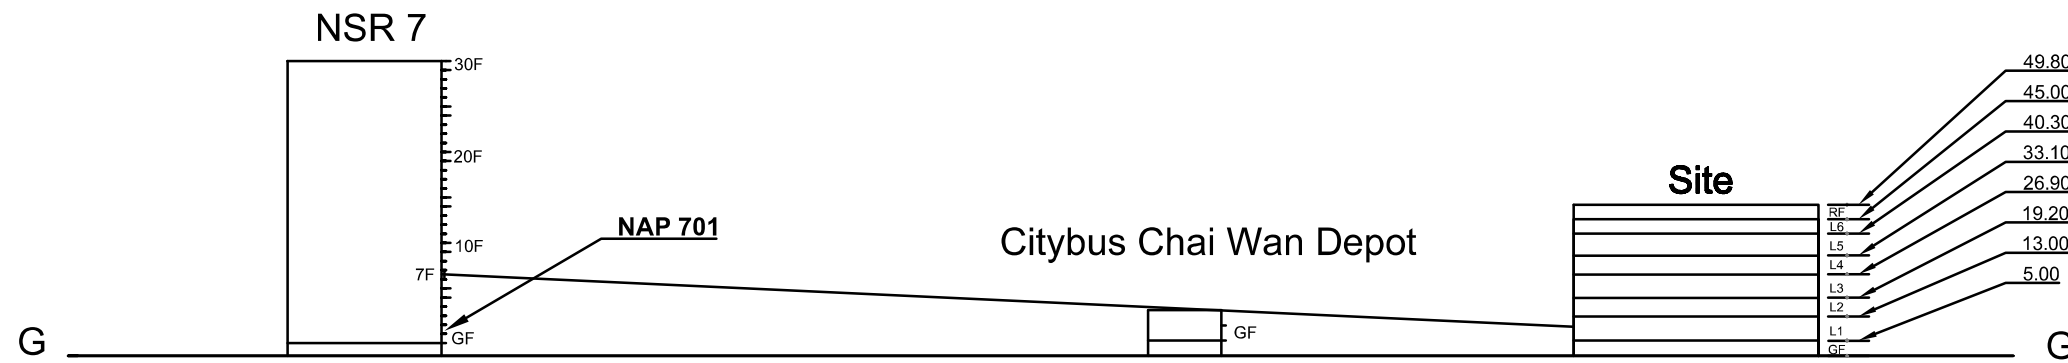 NSR 7
30F
20F
NAP 701
10F
7F
GF
G
Citybus Chai Wan Depot
GF
Site
49.80
45.00
40.30
33.10
26.90
19.20
13.00
5.00
RF
L6
L5
L4
L3
L2
L1
GF
G